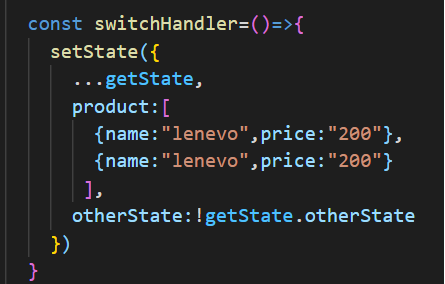 const switchHandler=()=>{
setState({
...getState,
product:[
{name:"lenevo",price:"200"},
{name:"lenevo",price:"200"}
],
otherState:!getState.otherState
})
}